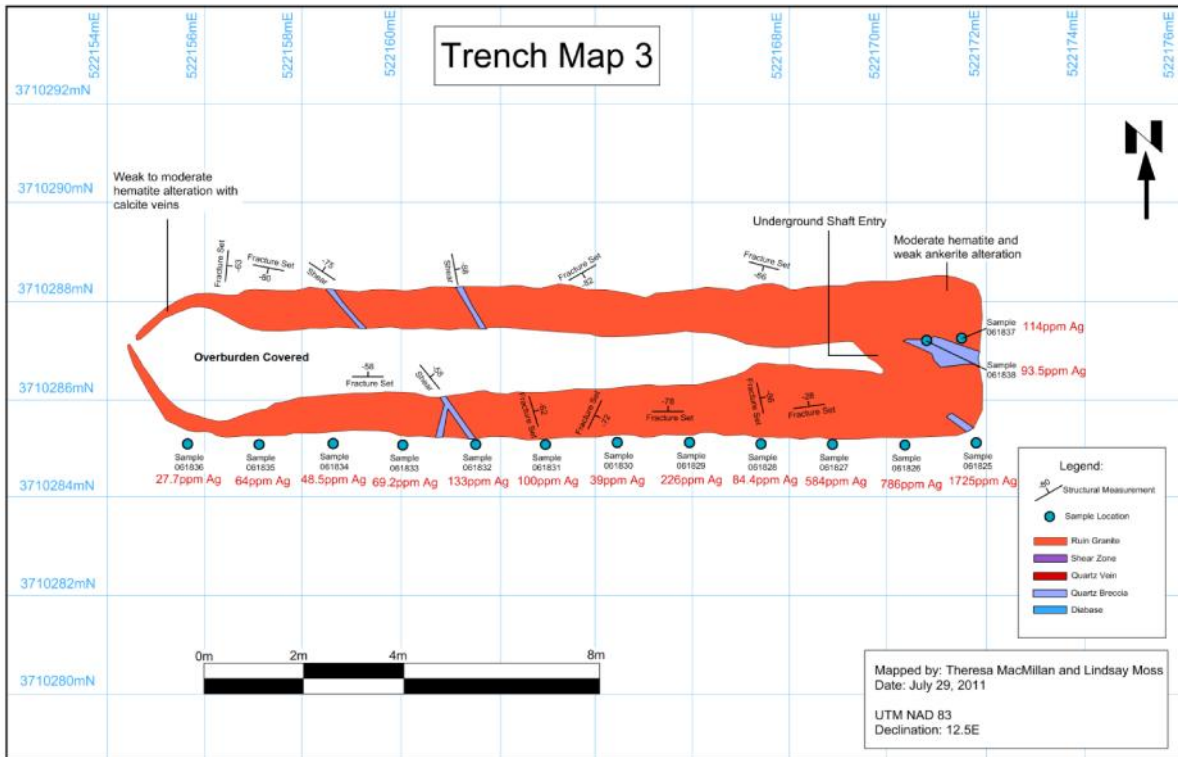 522154mE
522156mE
522158mE
522160mE
522168mE
522170mE
522172mE
522174mE
522176mE
Trench Map 3
3710292mN
3710290mN
3710288mN
3710286mN
3710284mN
3710282mN
3710280mN
N
Weak to moderate
hematite alteration with
calcite veins
Underground Shaft Entry
Moderate hematite and
weak ankerite alteration
Fracture Set
-63
Fracture Set
-80
-75
Shear
-88
Shear
Fracture Set
-82
Fracture Set
-86
Overburden Covered
-58
Fracture Set
-58
Shear
-82
Fracture Set
Fracture Set
-72
-78
Fracture Set
-86
Fracture Set
-28
Fracture Set
Sample
061837
114ppm Ag
Sample
061838
93.5ppm Ag
Sample
061836
27.7ppm Ag
Sample
061835
64ppm Ag
Sample
061834
48.5ppm Ag
Sample
061833
69.2ppm Ag
Sample
061832
133ppm Ag
Sample
061831
100ppm Ag
Sample
061830
39ppm Ag
Sample
061829
226ppm Ag
Sample
061828
84.4ppm Ag
Sample
061827
584ppm Ag
Sample
061826
786ppm Ag
Sample
061825
1725ppm Ag
Legend:
-80
Structural Measurement
Sample Location
Ruin Granite
Shear Zone
Quartz Vein
Quartz Breccia
Diabase
0m 2m 4m 8m
Mapped by: Theresa MacMillan and Lindsay Moss
Date: July 29, 2011
UTM NAD 83
Declination: 12.5E